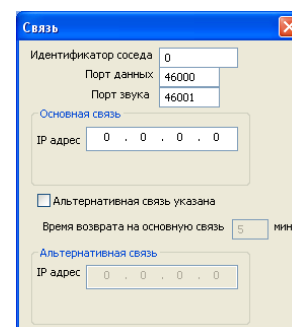 Связь
Идентификатор соседа 0
Порт данных 46000
Порт звука 46001
Основная связь
IP адрес 0 . 0 . 0 . 0
Альтернативная связь указана
Время возврата на основную связь 5 мин
Альтернативная связь
IP адрес 0 . 0 . 0 . 0